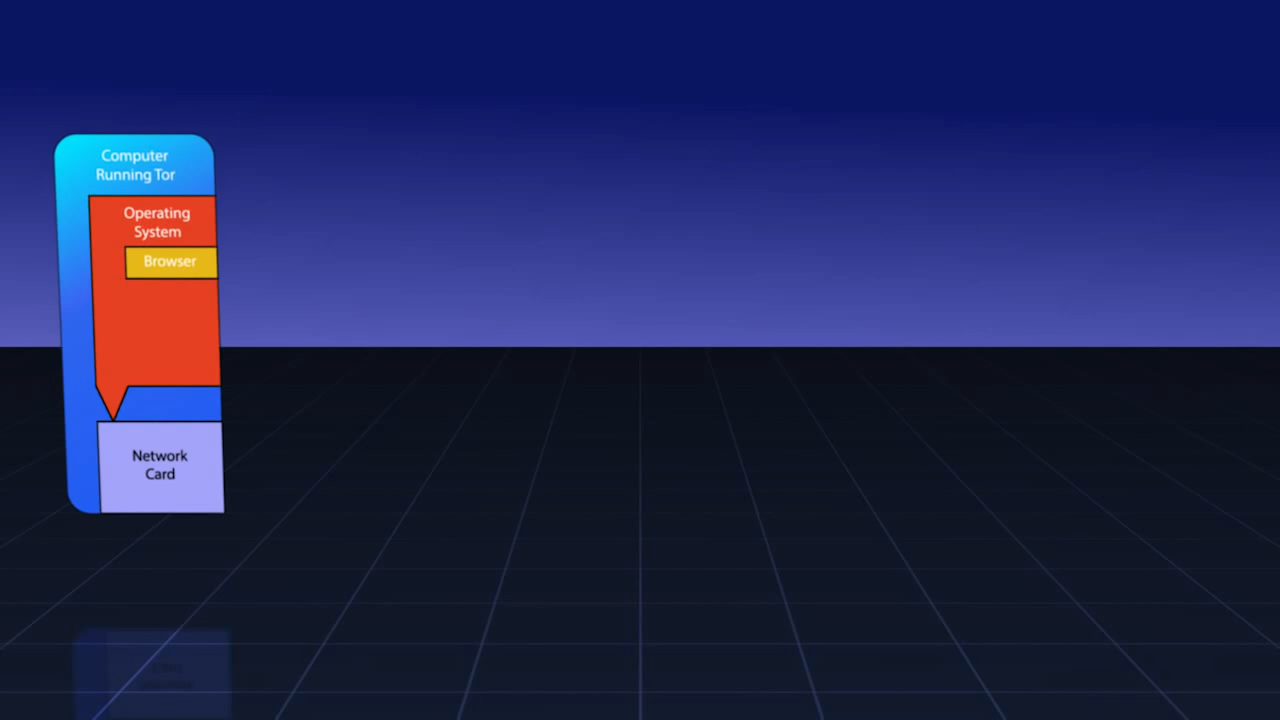 Computer
Running Tor
Operating
System
Browser
Network
Card